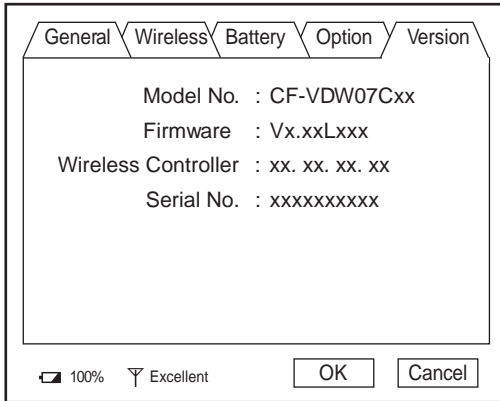 General Wireless Battery Option Version
Model No. : CF-VDW07Cxx
Firmware : Vx.xxLxxx
Wireless Controller : xx. xx. xx. xx
Serial No. : xxxxxxxxxx
100% Excellent OK Cancel